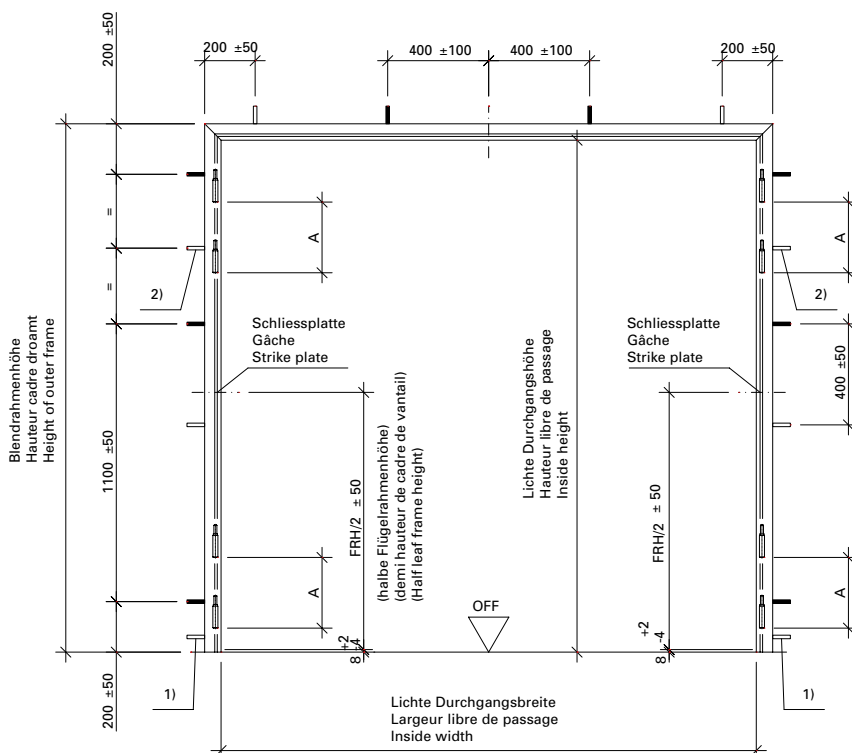 200 ±50
200 ±50
400 ±100
400 ±100
200 ±50
=
=
A
A
2)
2)
Schliessplatte
Gâche
Strike plate
Schliessplatte
Gâche
Strike plate
Blendrahmenhöhe
Hauteur cadre droamt
Height of outer frame
1100 ±50
400 ±50
FRH/2 ± 50
(halbe Flügelrahmenhöhe)
(demi hauteur de cadre de vantail)
(Half leaf frame height)
Lichte Durchgangshöhe
Hauteur libre de passage
Inside height
FRH/2 ± 50
A
A
OFF
8 +2 -4
8 +2 -4
1)
1)
200 ±50
Lichte Durchgangsbreite
Largeur libre de passage
Inside width